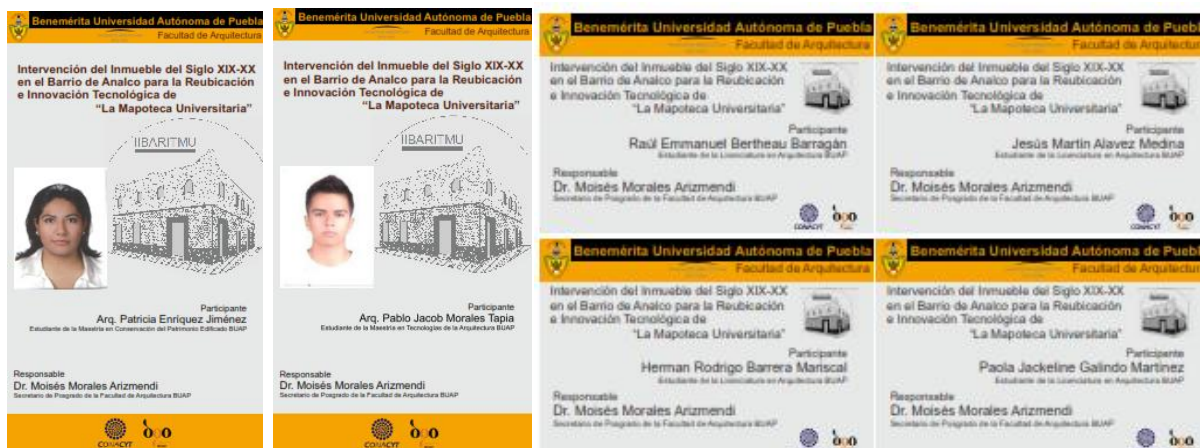 Benemérita Universidad Autónoma de Puebla
Facultad de Arquitectura
Intervención del Inmueble del Siglo XIX-XX
en el Barrio de Analco para la Reubicación
e Innovación Tecnológica de
"La Mapoteca Universitaria"
IIBARITMU
Participante
Arq. Patricia Enriquez Jiménez
Estudiante de la Maestría en Conservación del Patrimonio Edificado BUAP
Responsable
Dr. Moisés Morales Arizmendi
Secretario de Posgrado de la Facultad de Arquitectura BUAP
CONACYT
Benemérita Universidad Autónoma de Puebla
Facultad de Arquitectura
Intervención del Inmueble del Siglo XIX-XX
en el Barrio de Analco para la Reubicación
e Innovación Tecnológica de
"La Mapoteca Universitaria"
IIBARITMU
Participante
Arq. Pablo Jacob Morales Tapia
Estudiante de la Maestría en Tecnologías de la Arquitectura BUAP
Responsable
Dr. Moisés Morales Arizmendi
Secretario de Posgrado de la Facultad de Arquitectura BUAP
CONACYT
Benemérita Universidad Autónoma de Puebla
Facultad de Arquitectura
Intervención del Inmueble del Siglo XIX-XX
en el Barrio de Analco para la Reubicación
e Innovación Tecnológica de
"La Mapoteca Universitaria"
Participante
Raúl Emmanuel Bertheau Barragán
Estudiante de la Licenciatura en Arquitectura BUAP
Responsable
Dr. Moisés Morales Arizmendi
Secretario de Posgrado de la Facultad de Arquitectura BUAP
CONACYT
Benemérita Universidad Autónoma de Puebl
Facultad de Arquitectura
Intervención del Inmueble del Siglo XIX-XX
en el Barrio de Analco para la Reubicación
e Innovación Tecnológica de
"La Mapoteca Universitaria"
Participante
Jesús Martin Alavez Medina
Estudiante de la Licenciatura en Arquitectura BUAP
Responsable
Dr. Moisés Morales Arizmendi
Secretario de Posgrado de la Facultad de Arquitectura BUAP
CONACYT
Benemérita Universidad Autónoma de Puebla
Facultad de Arquitectura
Intervención del Inmueble del Siglo XIX-XX
en el Barrio de Analco para la Reubicación
e Innovación Tecnológica de
"La Mapoteca Universitaria"
Participante
Herman Rodrigo Barrera Mariscal
Estudiante de la Licenciatura en Arquitectura BUAP
Responsable
Dr. Moisés Morales Arizmendi
Secretario de Posgrado de la Facultad de Arquitectura BUAP
Benemérita Universidad Autónoma de Puebl
Facultad de Arquitectura
Intervención del Inmueble del Siglo XIX-XX
en el Barrio de Analco para la Reubicación
e Innovación Tecnológica de
"La Mapoteca Universitaria"
Participante
Paola Jackeline Galindo Martinez
Estudiante de la Licenciatura en Arquitectura BUAP
Responsable
Dr. Moisés Morales Arizmendi
Secretario de Posgrado de la Facultad de Arquitectura BUAP